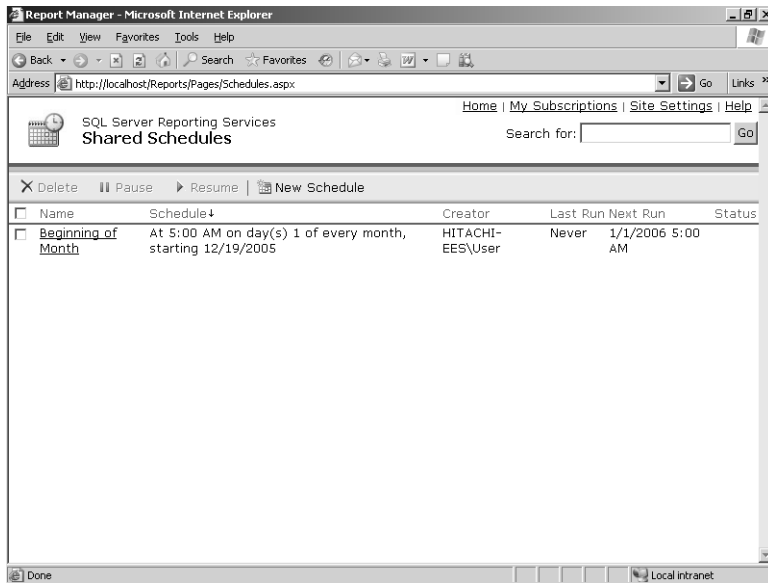 Report Manager - Microsoft Internet Explorer
File Edit View Favorites Tools Help
Back Search Favorites
Address http://localhost/Reports/Pages/Schedules.aspx Go Links »
Home | My Subscriptions | Site Settings | Help
SQL Server Reporting Services
Shared Schedules
Search for: Go
Delete Pause Resume | New Schedule
Name Schedule↓ Creator Last Run Next Run Status
Beginning of At 5:00 AM on day(s) 1 of every month, HITACHI- Never 1/1/2006 5:00
Month starting 12/19/2005 EES\User AM
Done Local intranet